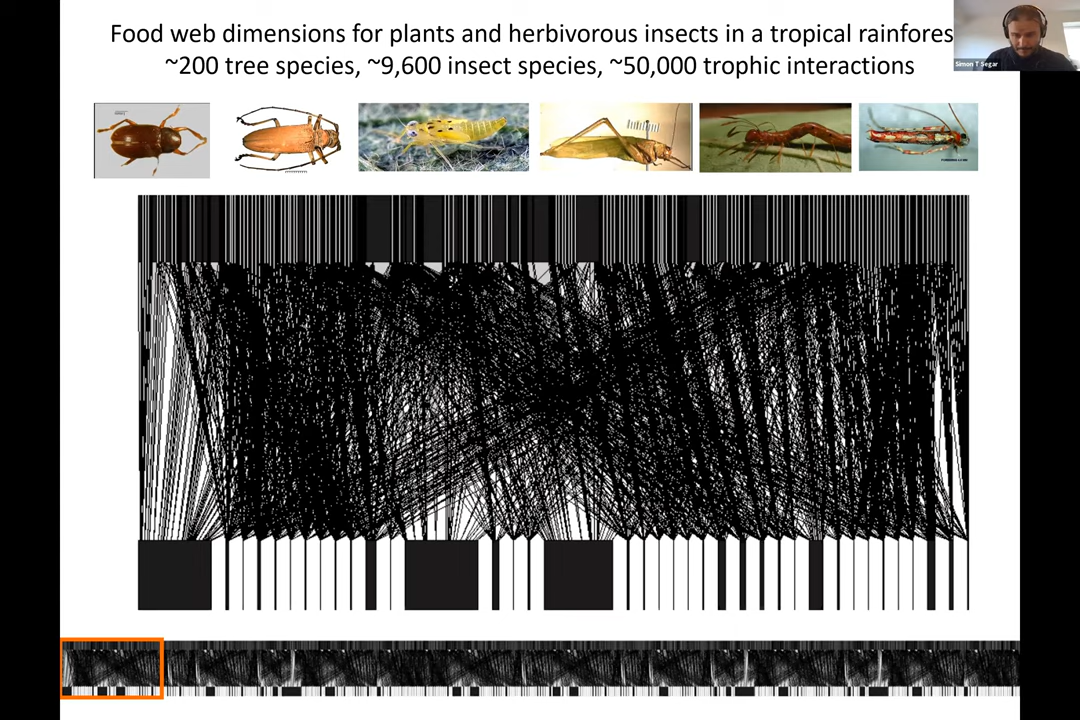 Food web dimensions for plants and herbivorous insects in a tropical rainfores
~200 tree species, ~9,600 insect species, ~50,000 trophic interactions
Simon T Segar